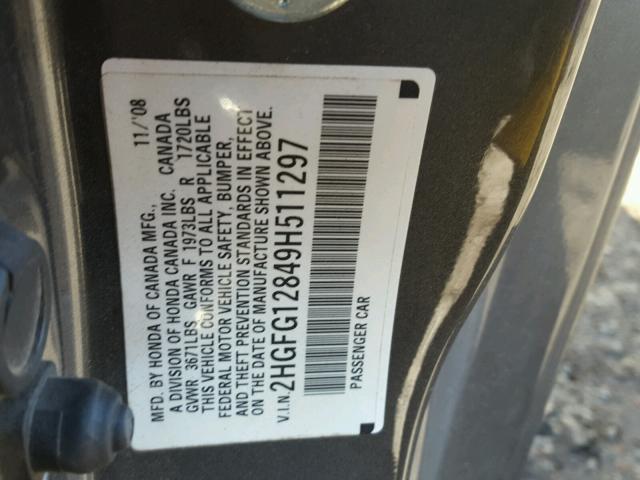 MFD. BY HONDA OF CANADA MFG., 11/'08
A DIVISION OF HONDA CANADA INC. CANADA
GVWR 3671LBS GAWR F 1973LBS R 1720LBS
THIS VEHICLE CONFORMS TO ALL APPLICABLE
FEDERAL MOTOR VEHICLE SAFETY, BUMPER,
AND THEFT PREVENTION STANDARDS IN EFFECT
ON THE DATE OF MANUFACTURE SHOWN ABOVE.
V.I.N. 2HGFG12849H511297
PASSENGER CAR